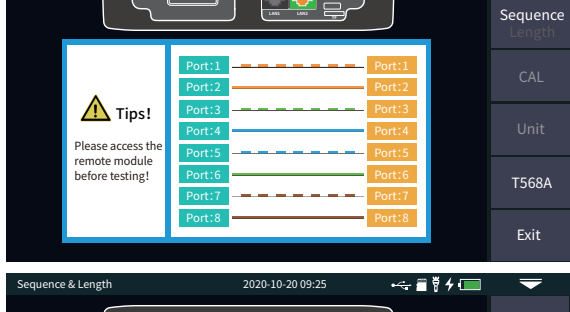 LAN1 LAN2
Sequence
Length
CAL
Unit
T568A
Exit
Tips!
Please access the
remote module
before testing!
Port:1 Port:1
Port:2 Port:2
Port:3 Port:3
Port:4 Port:4
Port:5 Port:5
Port:6 Port:6
Port:7 Port:7
Port:8 Port:8
Sequence & Length 2020-10-20 09:25